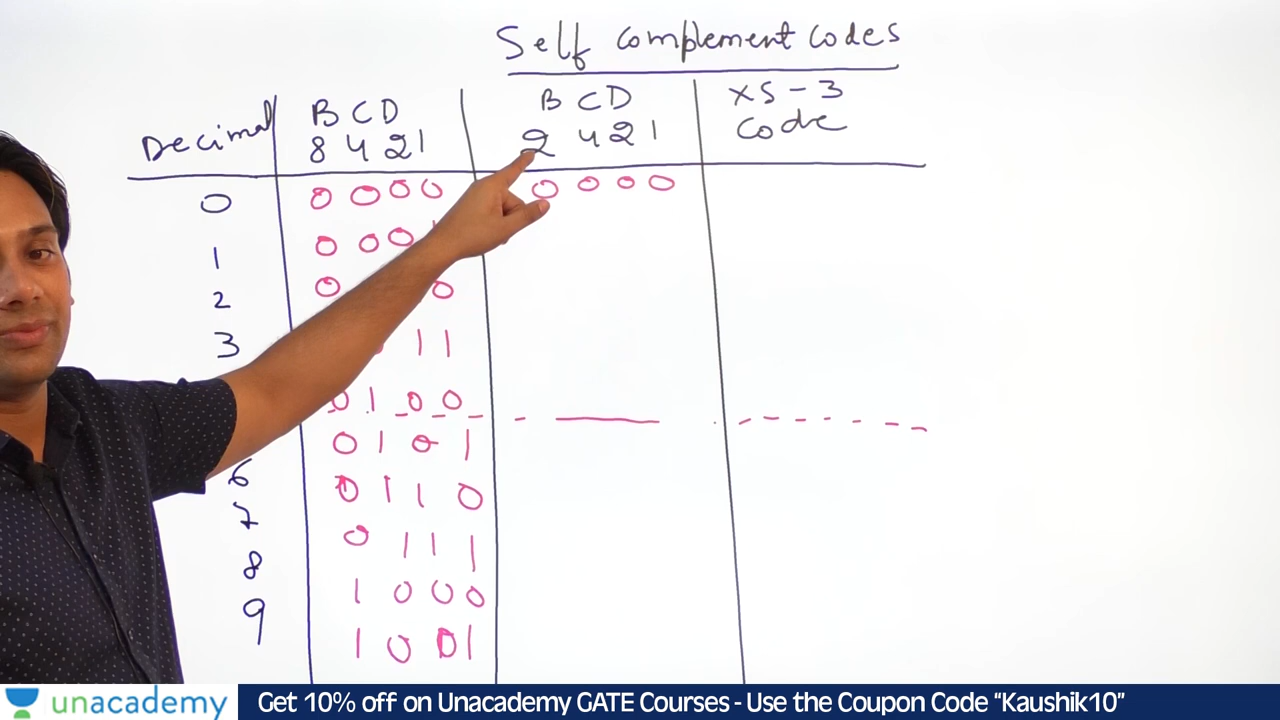 Self complement codes
Decimal BCD BCD XS-3
8421 2421 code
0 0000 0000
1 000
2 0 0
3 11
0100
0101
6 0110
7 0111
8 1000
9 1001
unacademy Get 10% off on Unacademy GATE Courses - Use the Coupon Code “Kaushik10”